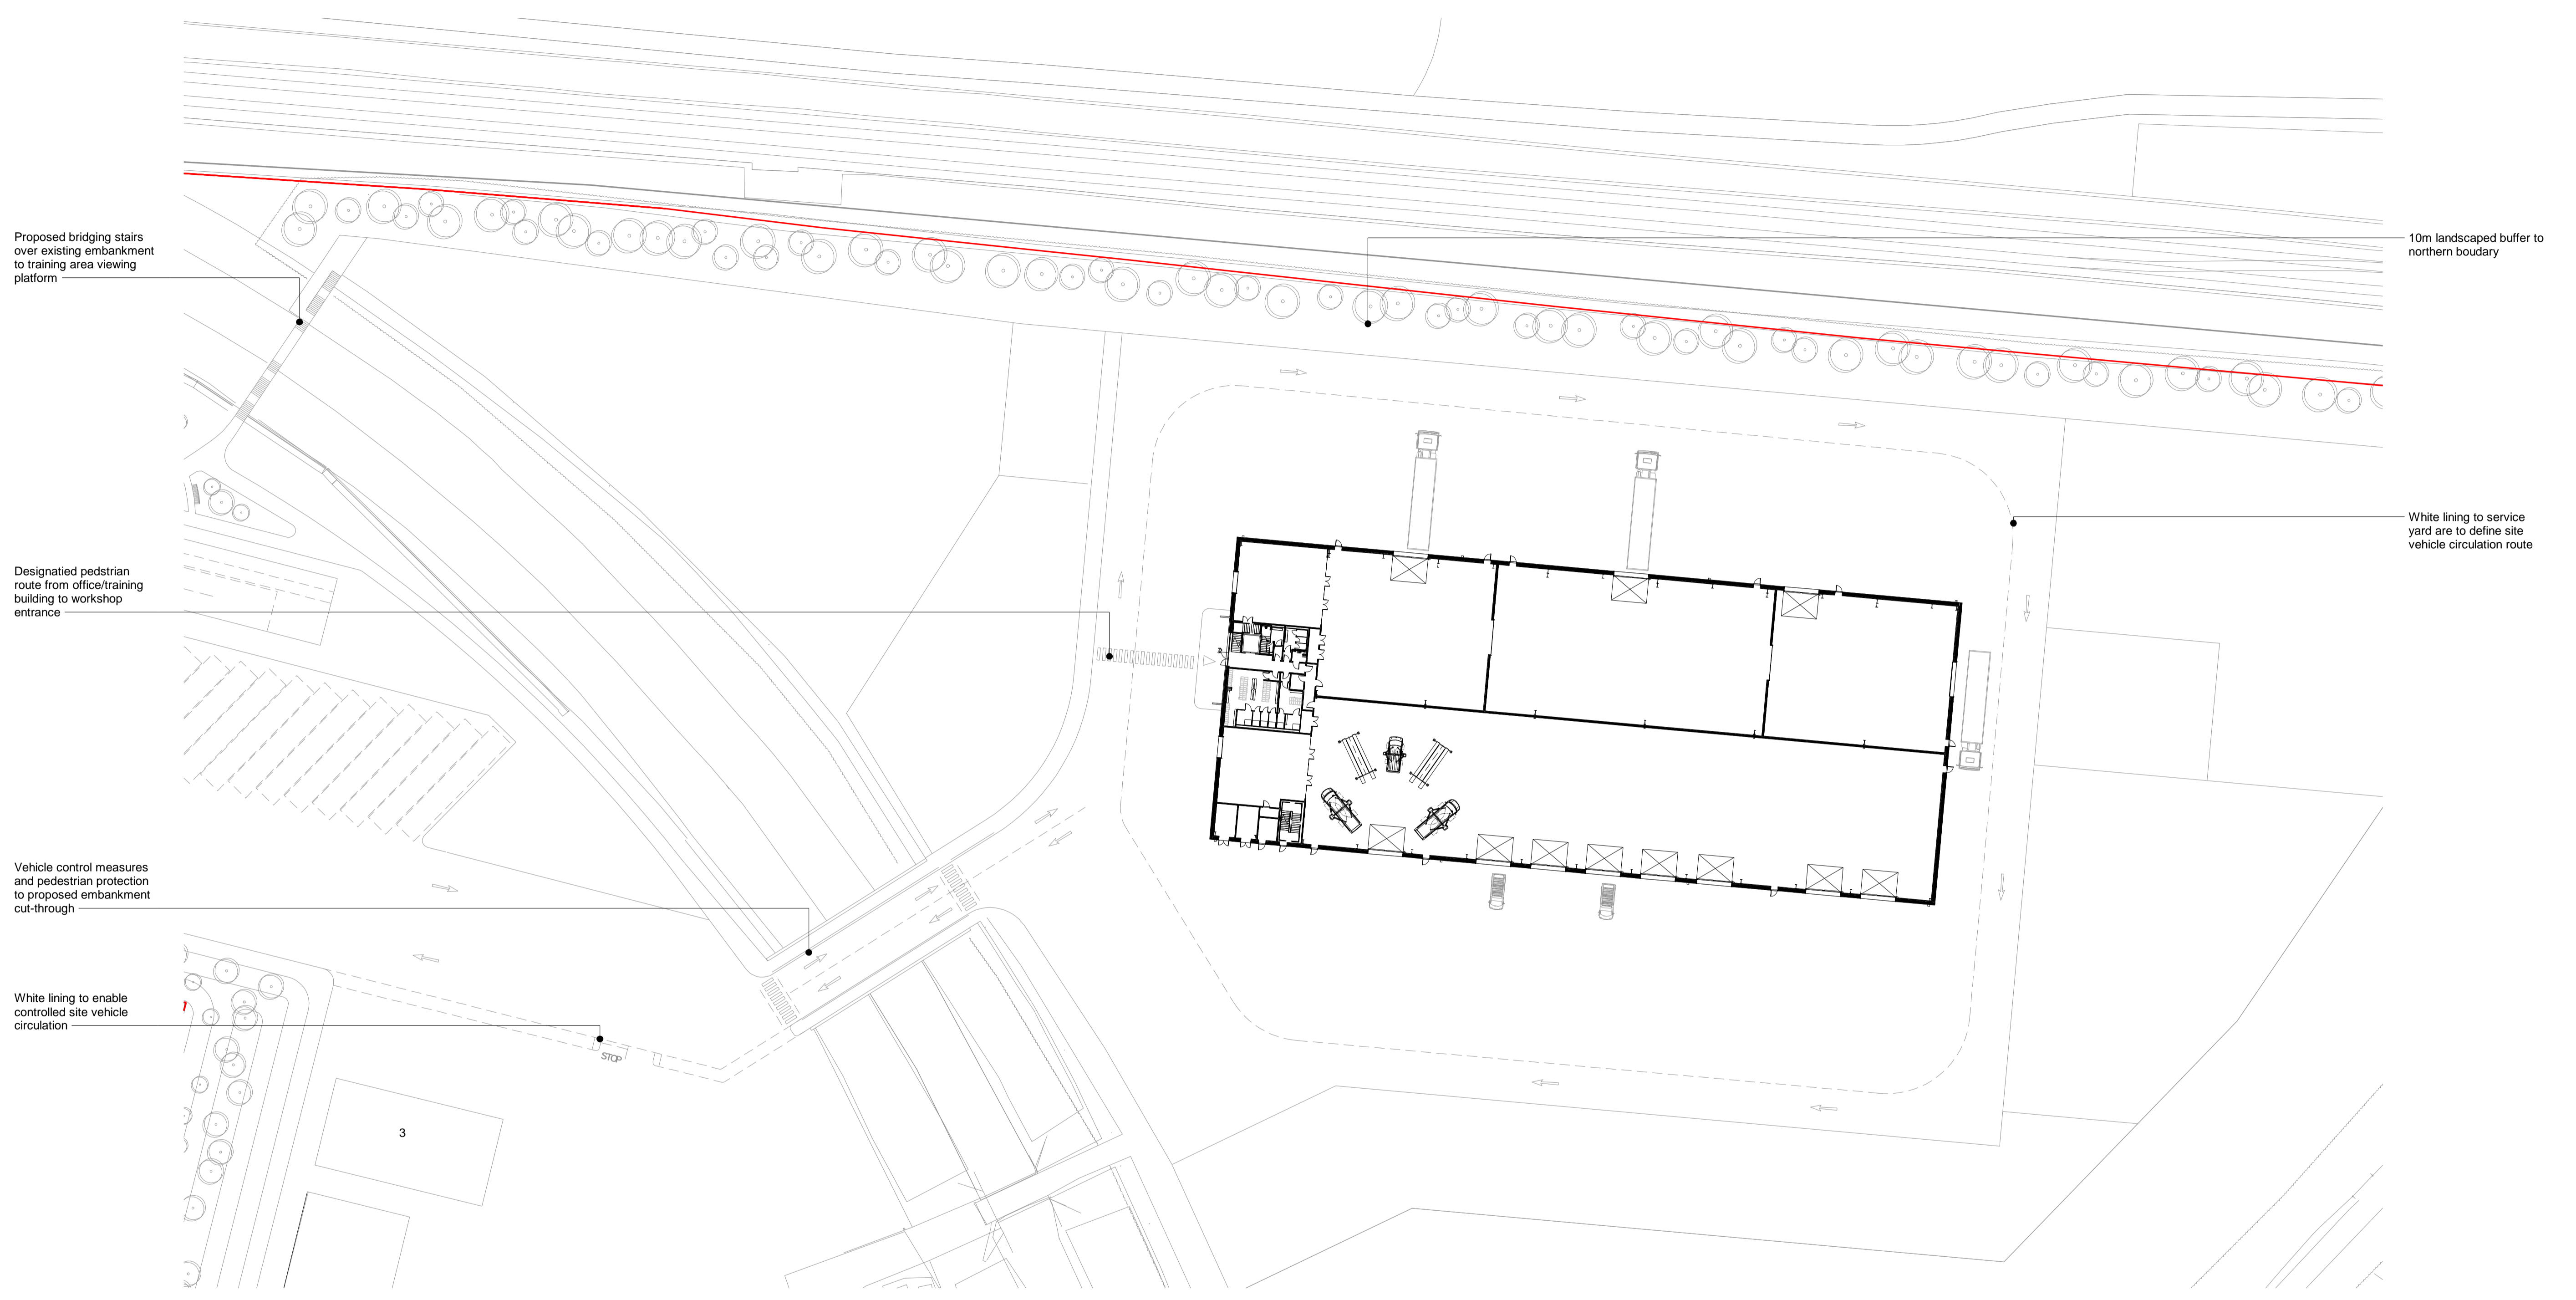 Proposed bridging stairs
over existing embankment
to training area viewing
platform
10m landscaped buffer to
northern boudary
White lining to service
yard are to define site
vehicle circulation route
Designatied pedstrian
route from office/training
building to workshop
entrance
Vehicle control measures
and pedestrian protection
to proposed embankment
cut-through
White lining to enable
controlled site vehicle
circulation
STOP
3